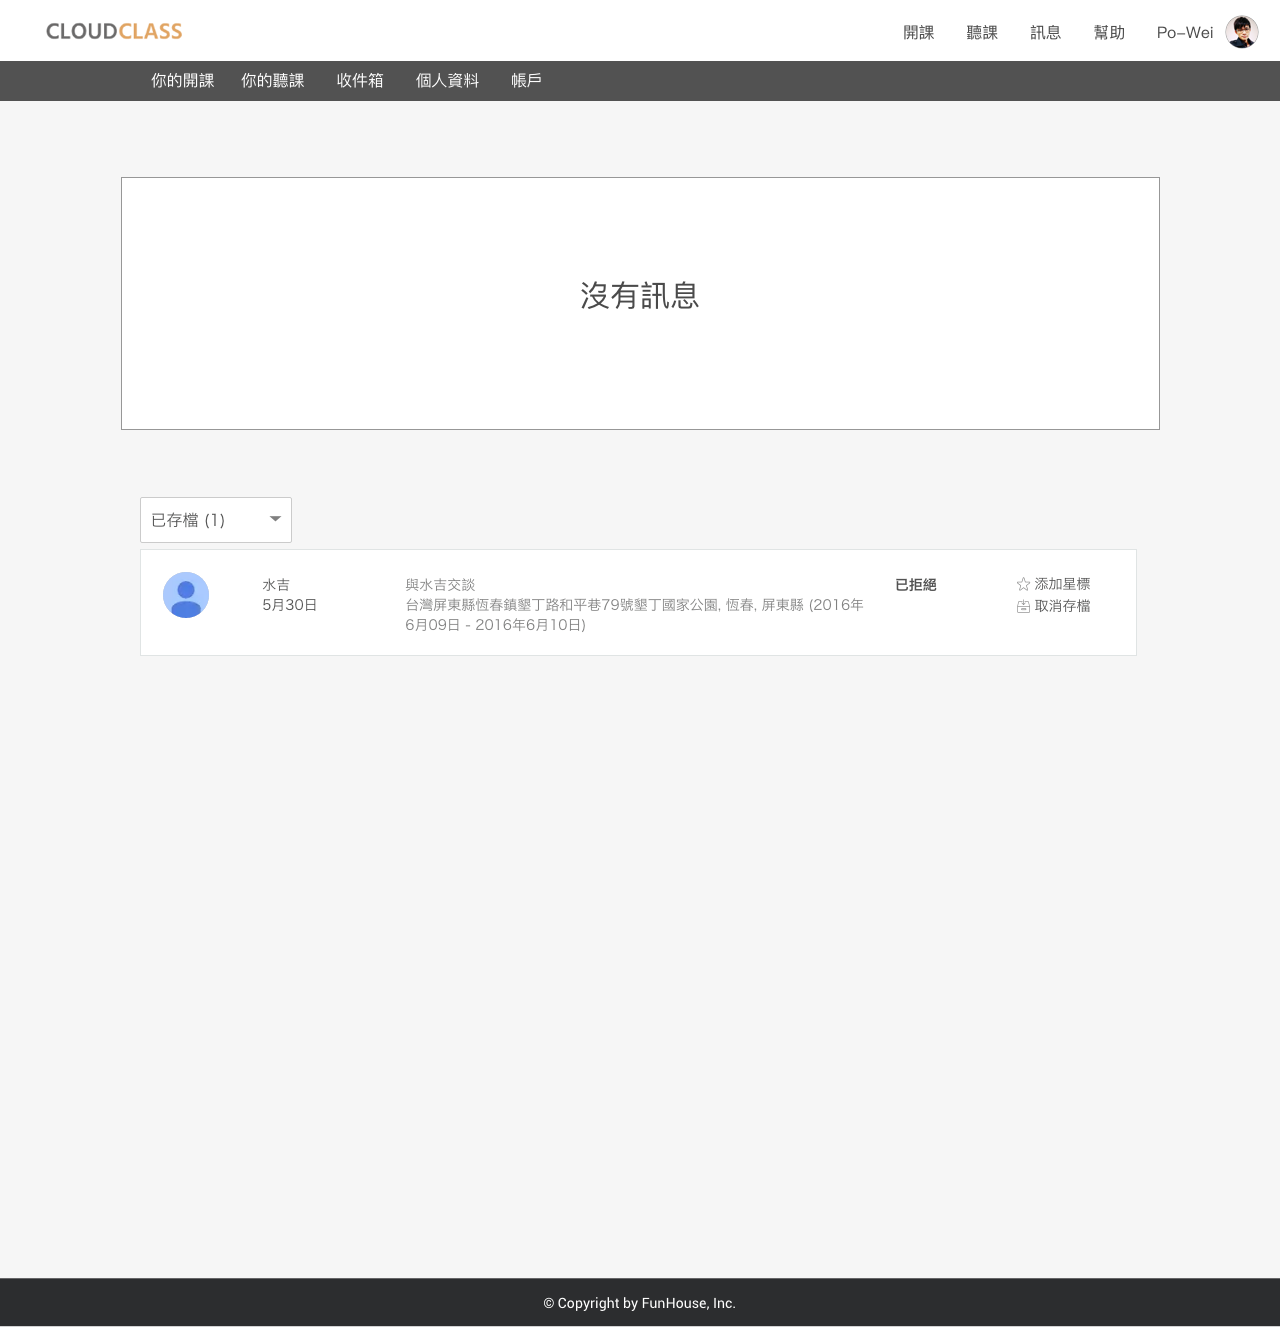 CLOUDCLASS
開課 聽課 訊息 幫助 Po-Wei
你的開課 你的聽課 收件箱 個人資料 帳戶
沒有訊息
已存檔 (1)
水吉 與水吉交談 已拒絕 添加星標
5月30日 台灣屏東縣恆春鎮墾丁路和平巷79號墾丁國家公園, 恆春, 屏東縣 (2016年 取消存檔
6月09日 - 2016年6月10日)
© Copyright by FunHouse, Inc.